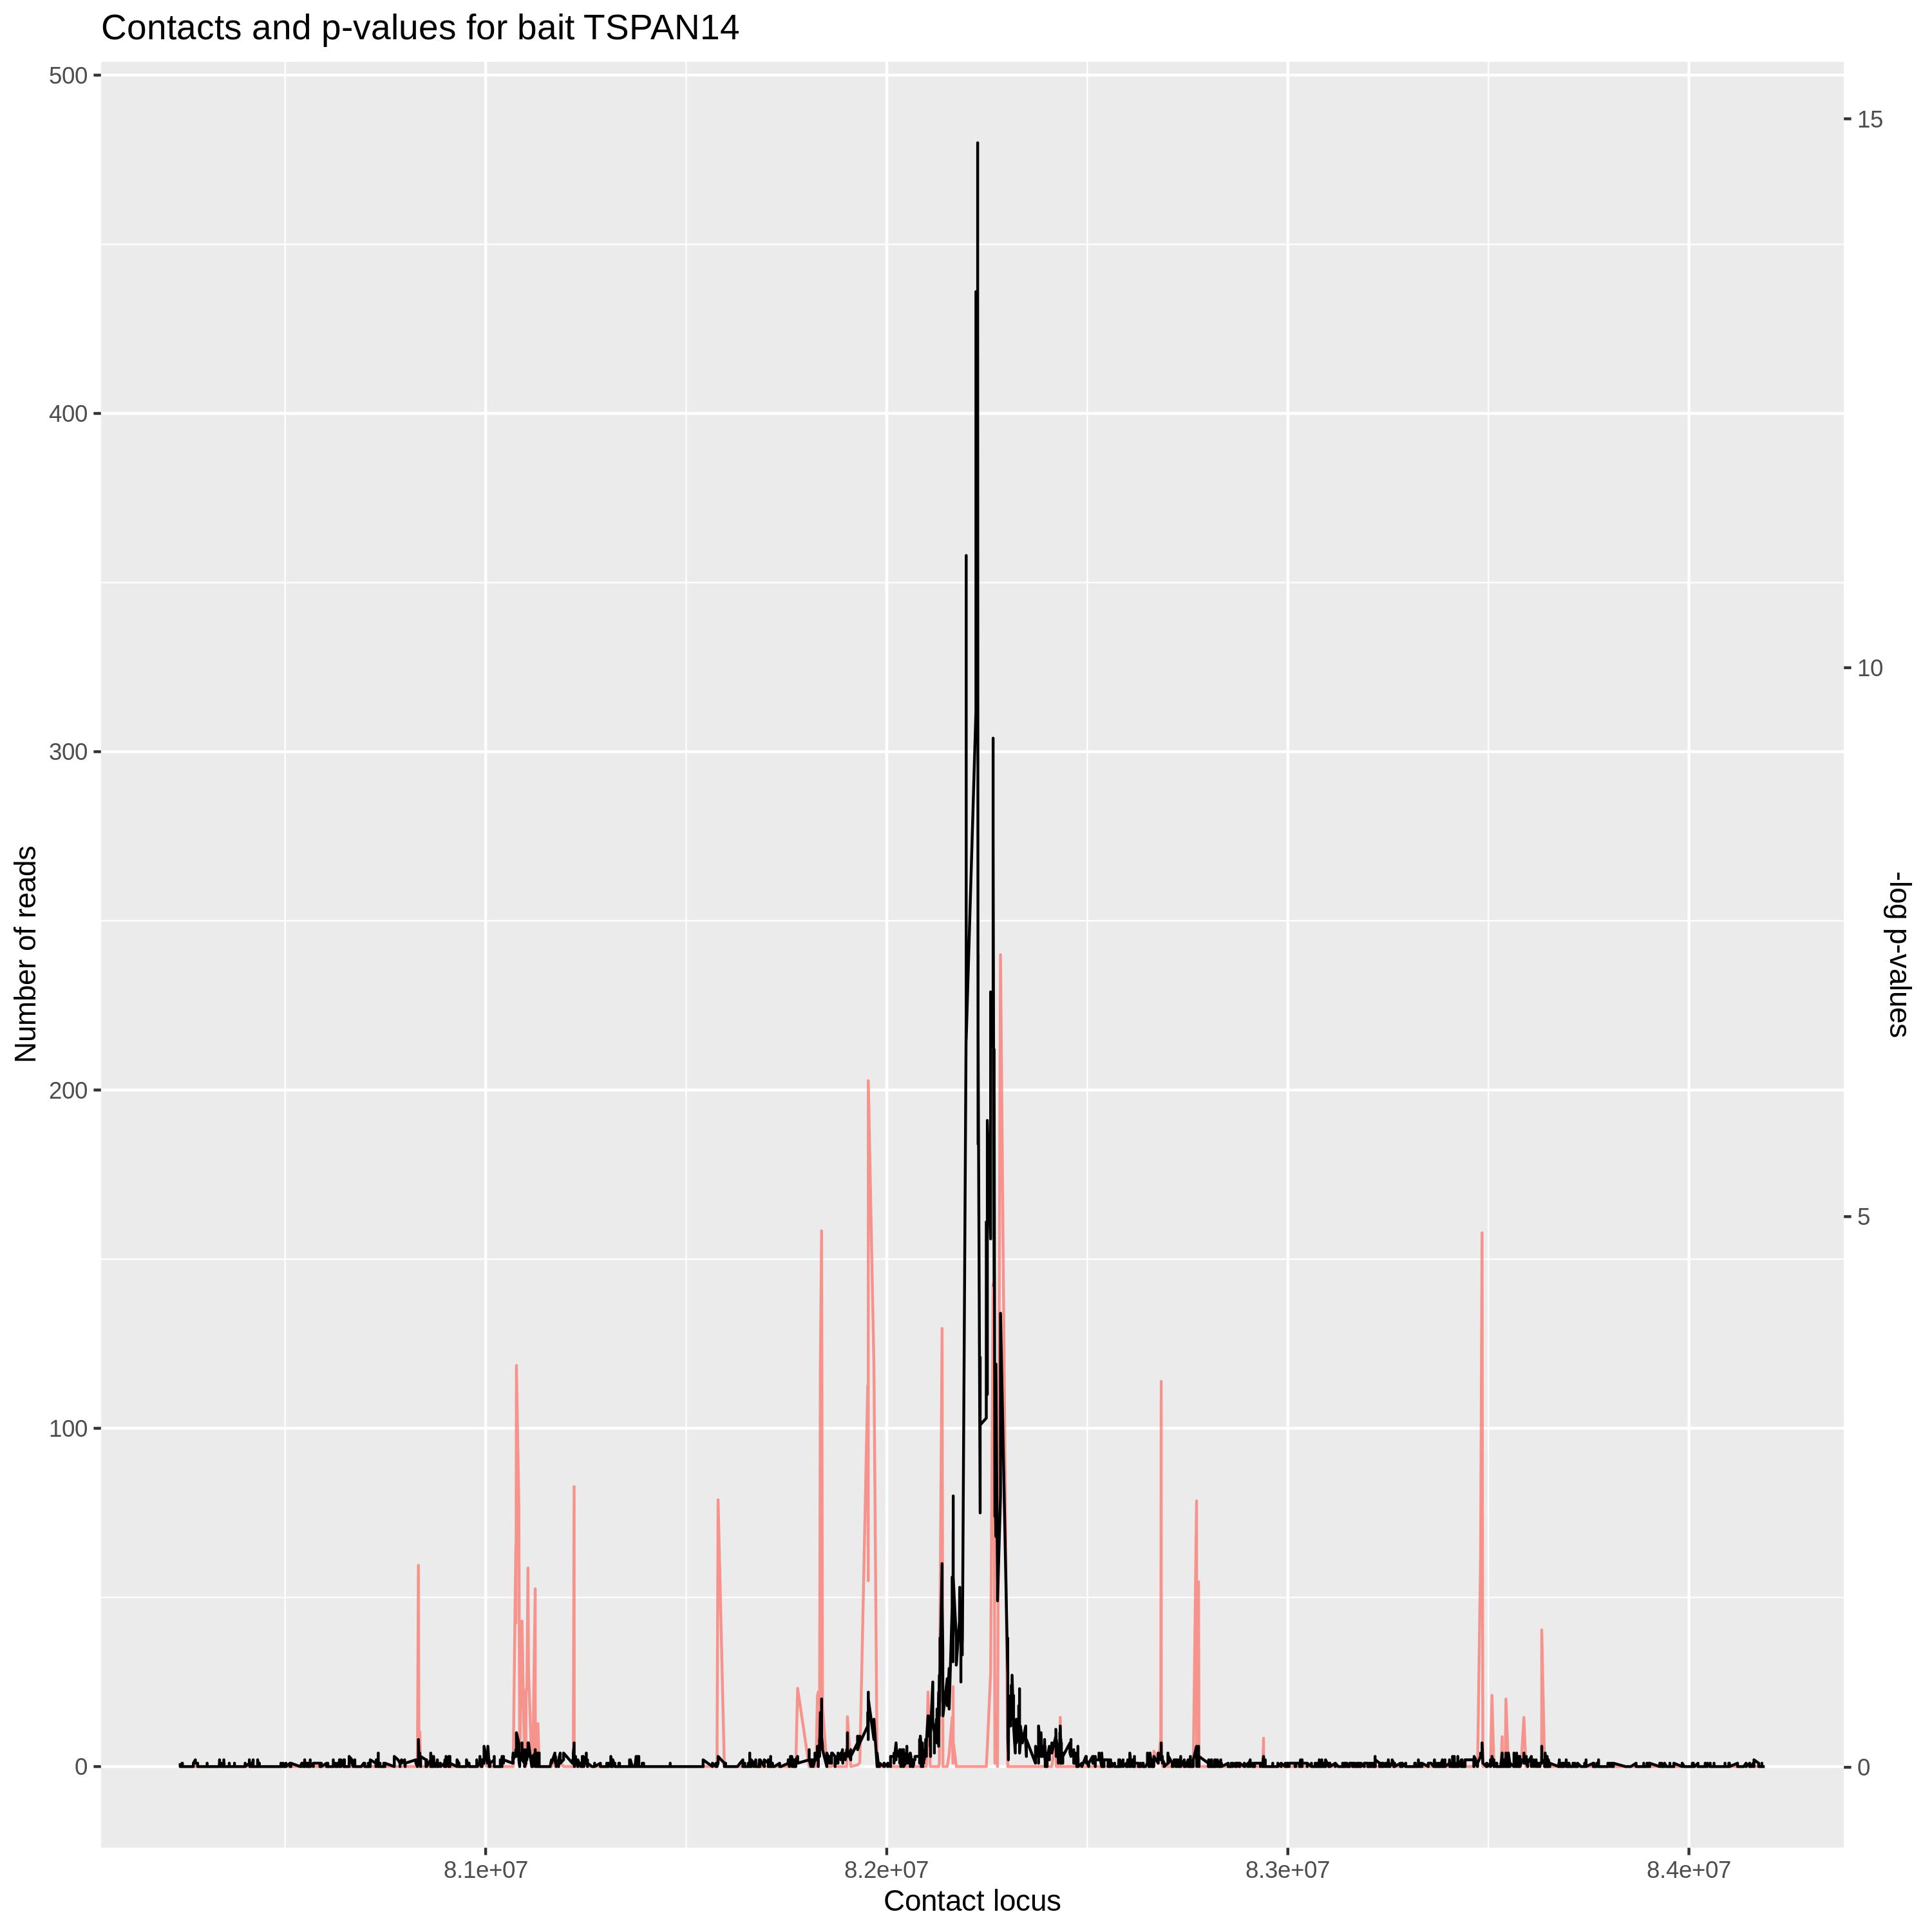 Contacts and p-values for bait TSPAN14
500
400
300
200
100
0
Number of reads
15
10
5
0
-log p-values
8.1e+07
8.2e+07
8.3e+07
8.4e+07
Contact locus